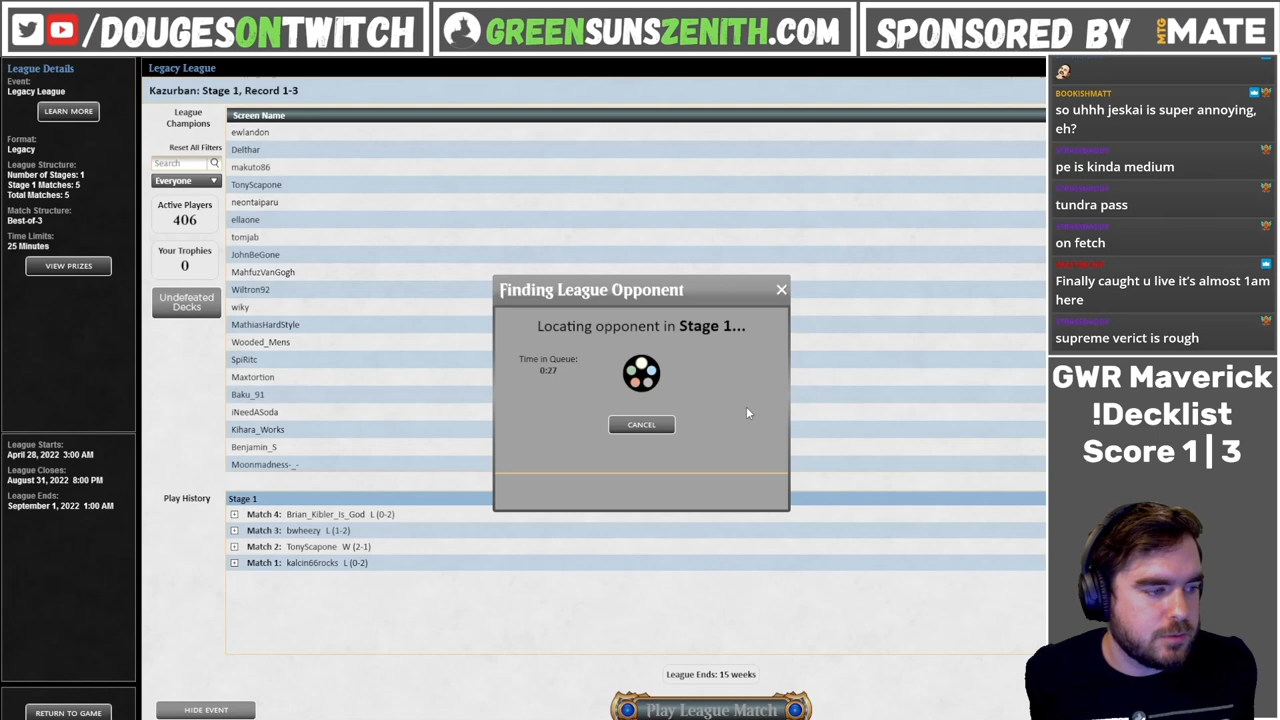 /DOUGESONTWITCH
GREENSUNSZENITH.COM
SPONSORED BY MTG MATE
League Details
Event:
Legacy League
LEARN MORE
Format:
Legacy
League Structure:
Number of Stages: 1
Stage 1 Matches: 5
Total Matches: 5
Match Structure:
Best-of-3
Time Limits:
25 Minutes
VIEW PRIZES
League Starts:
April 28, 2022 3:00 AM
League Closes:
August 31, 2022 8:00 PM
League Ends:
September 1, 2022 1:00 AM
RETURN TO GAME
Legacy League
Kazurban: Stage 1, Record 1-3
League
Champions
Reset All Filters
Search
Everyone
Active Players
406
Your Trophies
0
Undefeated
Decks
Screen Name
ewlandon
Delthar
makuto86
TonyScapone
neontaiparu
ellaone
tomjab
JohnBeGone
MahfuzVanGogh
Wiltron92
wiky
MathiasHardStyle
Wooded_Mens
SpiRitc
Maxtortion
Baku_91
iNeedASoda
Kihara_Works
Benjamin_S
Moonmadness-_-
Finding League Opponent
Locating opponent in Stage 1...
Time in Queue:
0:27
CANCEL
Play History
Stage 1
Match 4: Brian_Kibler_Is_God L (0-2)
Match 3: bwheezy L (1-2)
Match 2: TonyScapone W (2-1)
Match 1: kalcin66rocks L (0-2)
League Ends: 15 weeks
HIDE EVENT
Play League Match
BOOKISHMATT
so uhhh jeskai is super annoying,
eh?
pe is kinda medium
tundra pass
on fetch
Finally caught u live it's almost 1am
here
supreme verict is rough
GWR Maverick
!Decklist
Score 1|3